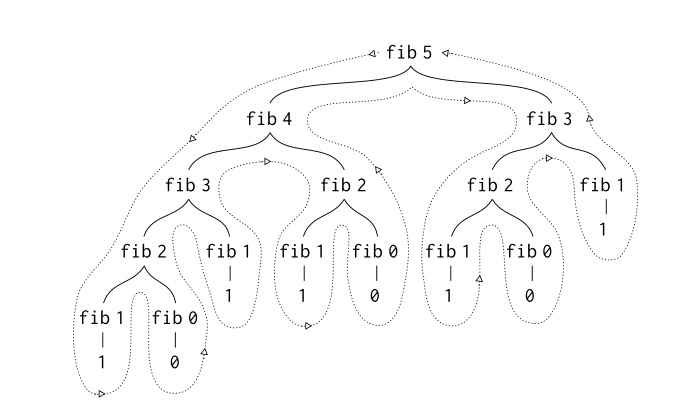 fib 5
fib 4 fib 3
fib 3 fib 2 fib 2 fib 1
fib 2 fib 1 fib 1 fib 0 fib 1 fib 0 1
1 1 0 1 0
fib 1 fib 0
1 0